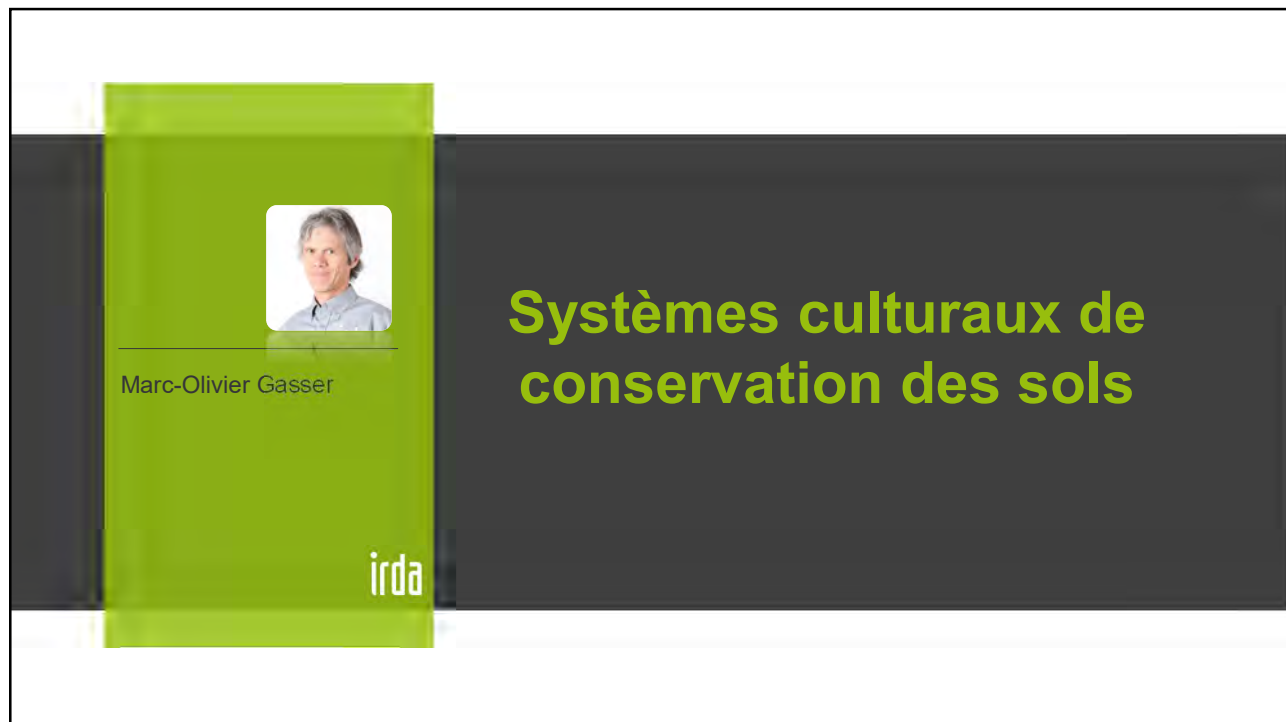 Marc-Olivier Gasser
irda
Systèmes culturaux de
conservation des sols